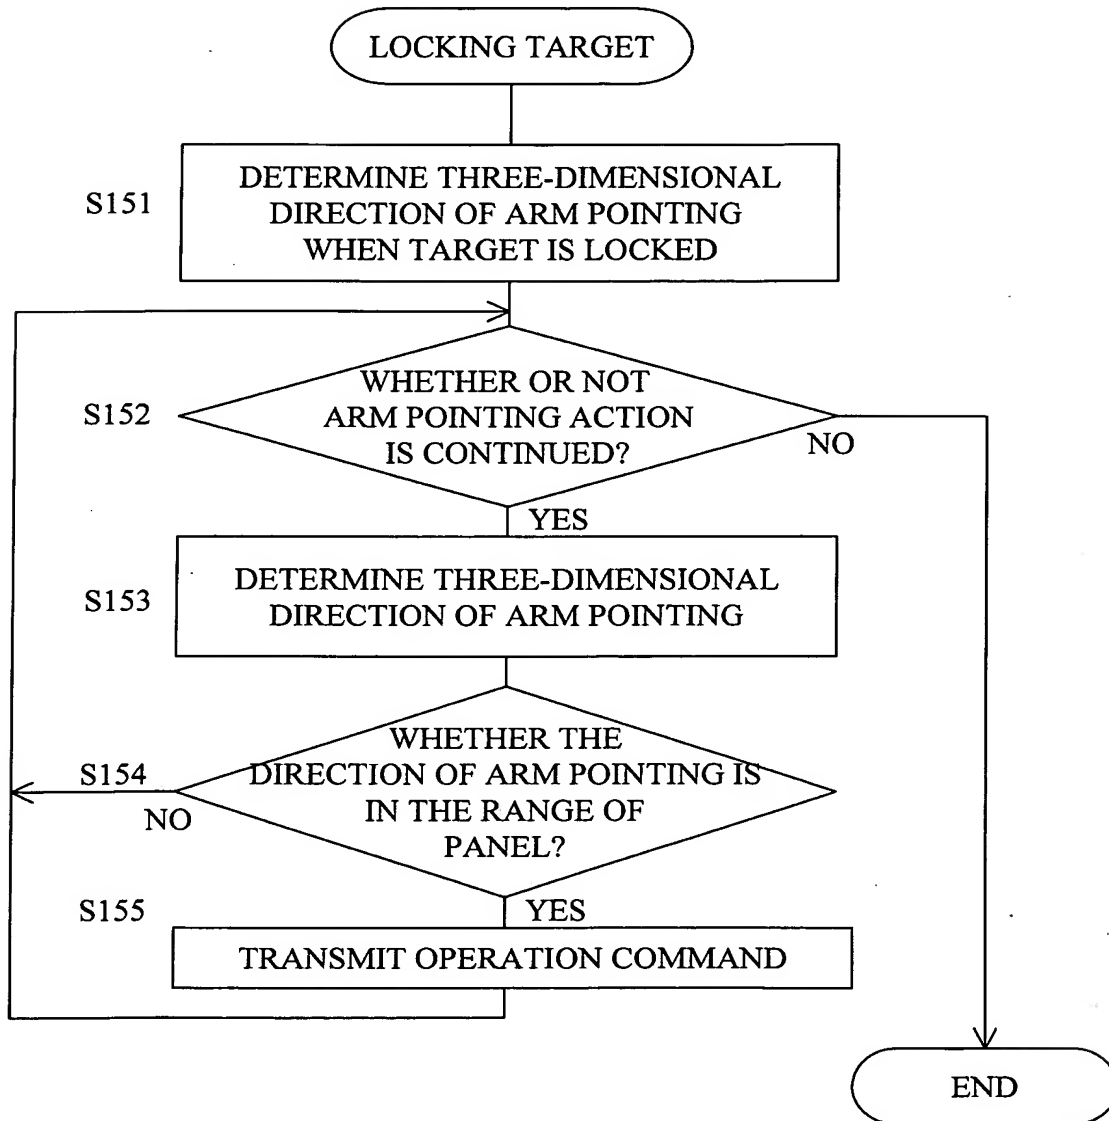 LOCKING TARGET
S151
DETERMINE THREE-DIMENSIONAL
DIRECTION OF ARM POINTING
WHEN TARGET IS LOCKED
S152
WHETHER OR NOT
ARM POINTING ACTION
IS CONTINUED?
NO
YES
S153
DETERMINE THREE-DIMENSIONAL
DIRECTION OF ARM POINTING
S154
WHETHER THE
DIRECTION OF ARM POINTING IS
IN THE RANGE OF
PANEL?
NO
YES
S155
TRANSMIT OPERATION COMMAND
END